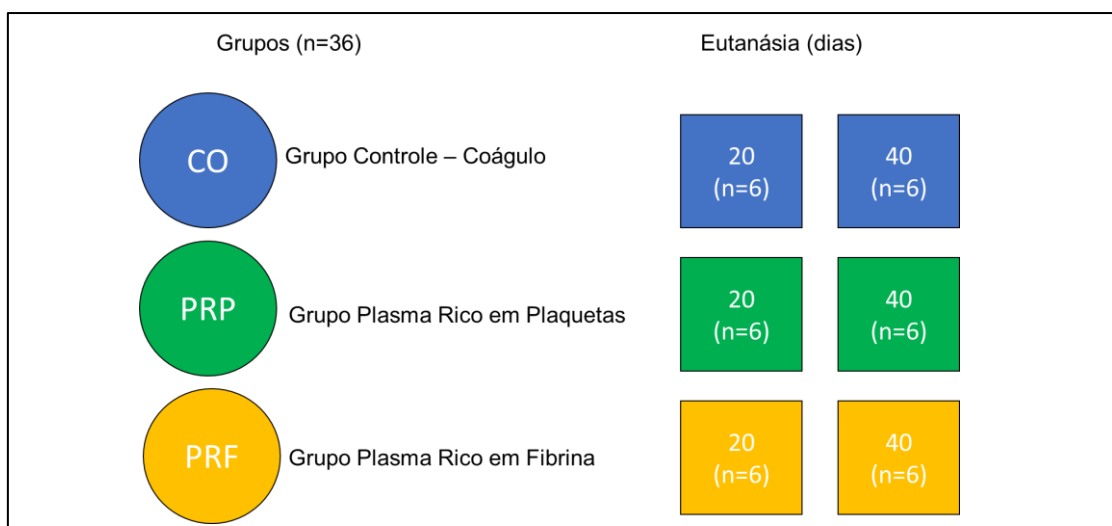 Grupos (n=36)
Eutanásia (dias)
CO
Grupo Controle – Coágulo
20
(n=6)
40
(n=6)
PRP
Grupo Plasma Rico em Plaquetas
20
(n=6)
40
(n=6)
PRF
Grupo Plasma Rico em Fibrina
20
(n=6)
40
(n=6)